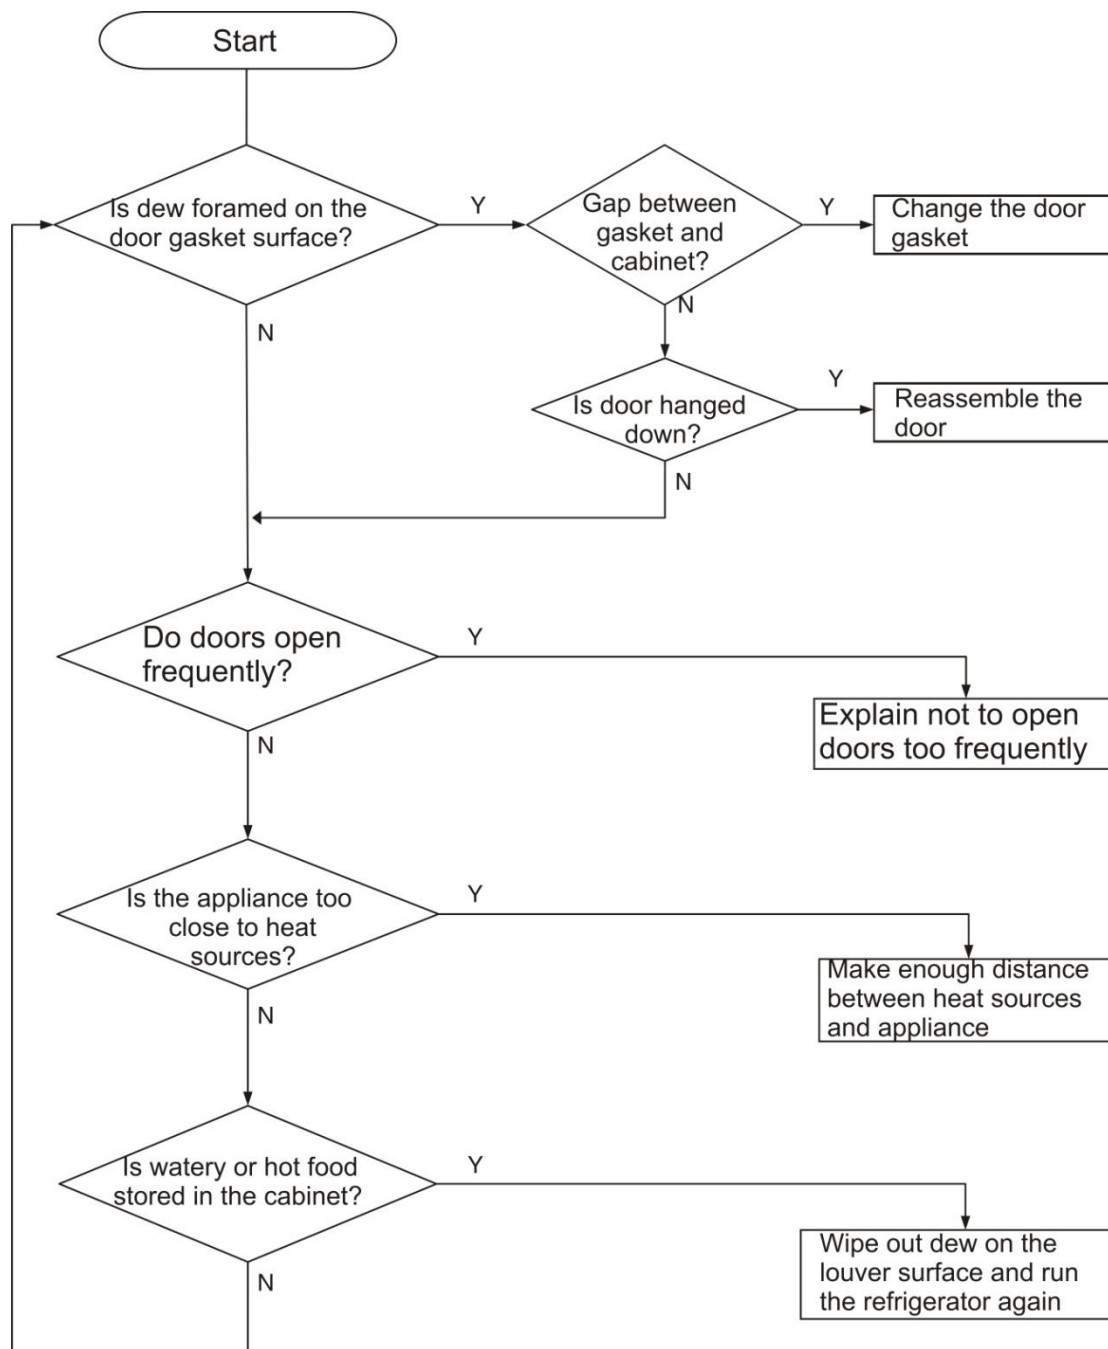 Start
Is dew foramed on the
door gasket surface?
Y
Gap between
gasket and
cabinet?
Y
Change the door
gasket
N
N
Is door hanged
down?
Y
Reassemble the
door
N
Do doors open
frequently?
Y
Explain not to open
doors too frequently
N
Is the appliance too
close to heat
sources?
Y
Make enough distance
between heat sources
and appliance
N
Is watery or hot food
stored in the cabinet?
Y
Wipe out dew on the
louver surface and run
the refrigerator again
N